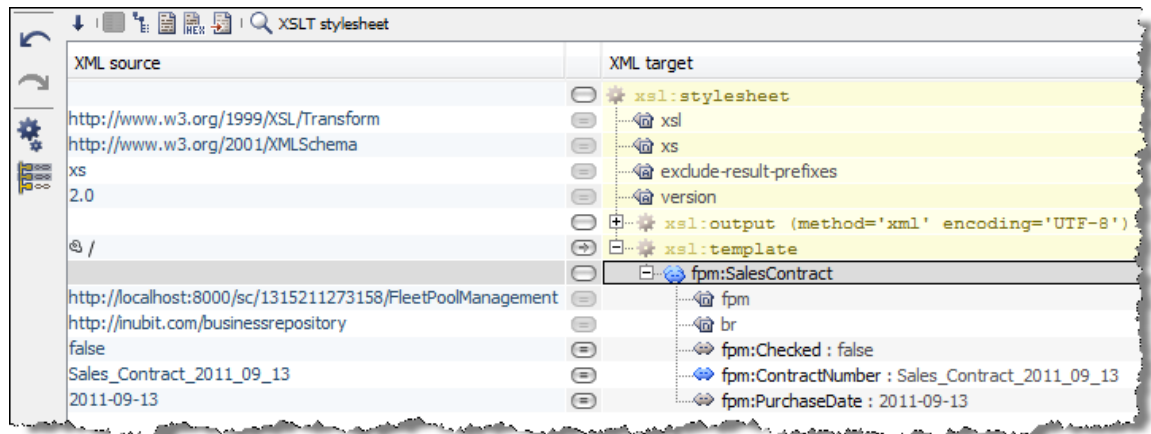 XSLT stylesheet
XML source XML target
xsl:stylesheet
http://www.w3.org/1999/XSL/Transform xsl
http://www.w3.org/2001/XMLSchema xs
xs exclude-result-prefixes
2.0 version
xsl:output (method='xml' encoding='UTF-8')
/ xsl:template
fpm:SalesContract
http://localhost:8000/sc/1315211273158/FleetPoolManagement fpm
http://inubit.com/businessrepository br
false fpm:Checked : false
Sales_Contract_2011_09_13 fpm:ContractNumber : Sales_Contract_2011_09_13
2011-09-13 fpm:PurchaseDate : 2011-09-13